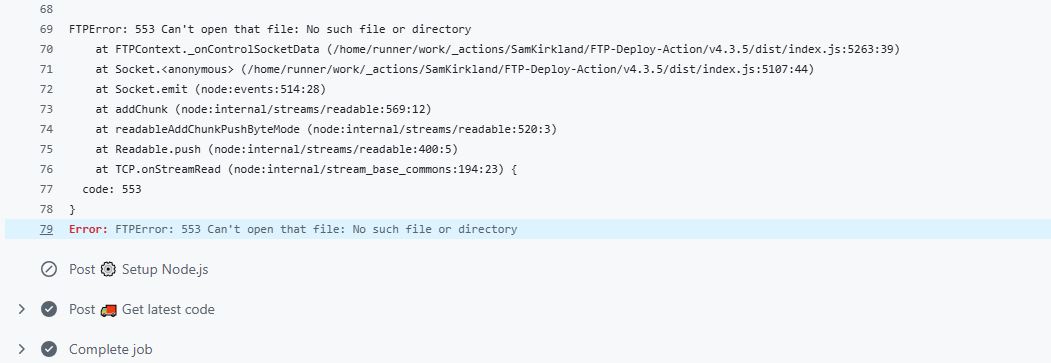 68
69 FTPError: 553 Can't open that file: No such file or directory
70 at FTPContext._onControlSocketData (/home/runner/work/_actions/SamKirkland/FTP-Deploy-Action/v4.3.5/dist/index.js:5263:39)
71 at Socket.<anonymous> (/home/runner/work/_actions/SamKirkland/FTP-Deploy-Action/v4.3.5/dist/index.js:5107:44)
72 at Socket.emit (node:events:514:28)
73 at addChunk (node:internal/streams/readable:569:12)
74 at readableAddChunkPushByteMode (node:internal/streams/readable:520:3)
75 at Readable.push (node:internal/streams/readable:400:5)
76 at TCP.onStreamRead (node:internal/stream_base_commons:194:23) {
77 code: 553
78 }
79 Error: FTPError: 553 Can't open that file: No such file or directory
Post ⚙️ Setup Node.js
Post 🚚 Get latest code
Complete job